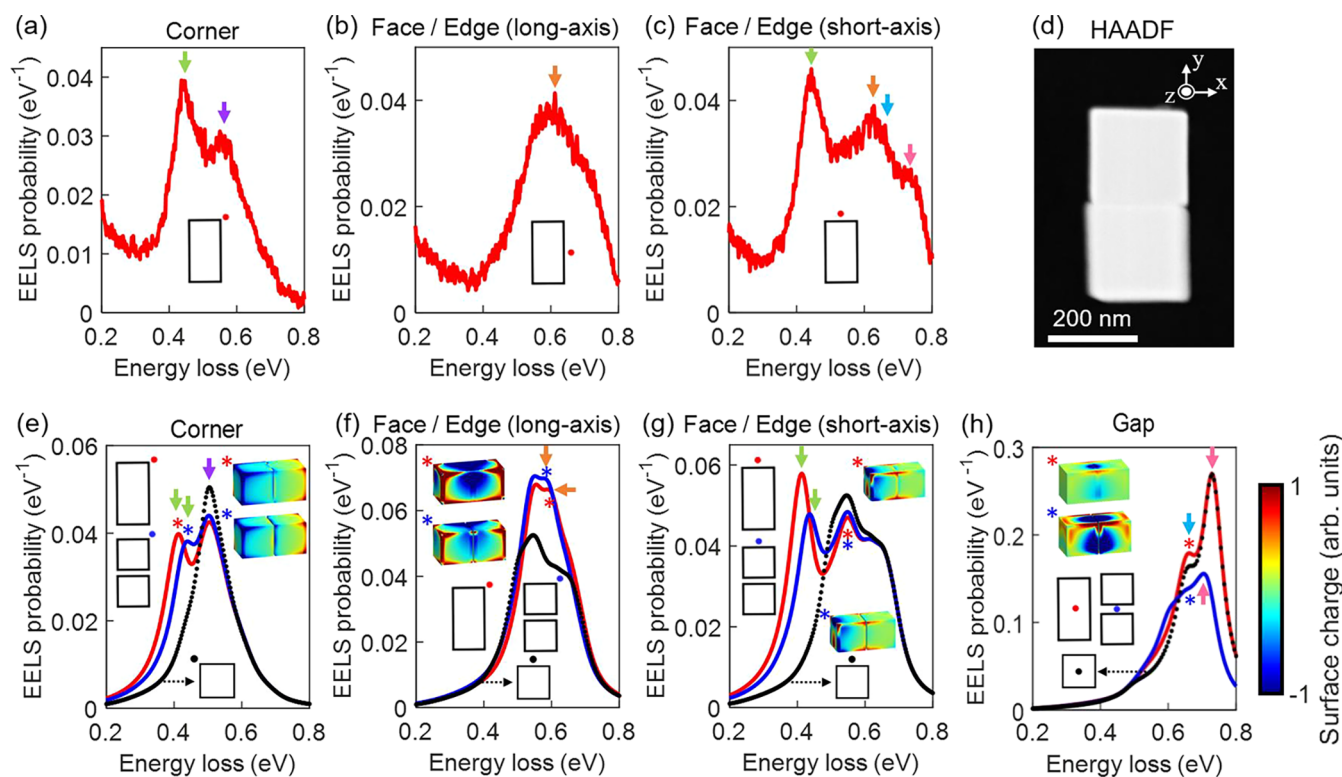 (a)
Corner
EELS probability (eV⁻¹)
0.04
0.03
0.02
0.01
0
0.2 0.4 0.6 0.8
Energy loss (eV)
(b)
Face / Edge (long-axis)
EELS probability (eV⁻¹)
0.04
0.02
0
0.2 0.4 0.6 0.8
Energy loss (eV)
(c)
Face / Edge (short-axis)
EELS probability (eV⁻¹)
0.04
0.02
0
0.2 0.4 0.6 0.8
Energy loss (eV)
(d)
HAADF
y
z x
200 nm
(e)
Corner
EELS probability (eV⁻¹)
0.06
0.04
0.02
0
* *
* *
0.2 0.4 0.6 0.8
Energy loss (eV)
(f)
Face / Edge (long-axis)
EELS probability (eV⁻¹)
0.08
0.06
0.04
0.02
0
* *
* *
0.2 0.4 0.6 0.8
Energy loss (eV)
(g)
Face / Edge (short-axis)
EELS probability (eV⁻¹)
0.06
0.04
0.02
0
*
*
*
*
0.2 0.4 0.6 0.8
Energy loss (eV)
(h)
Gap
EELS probability (eV⁻¹)
0.3
0.2
0.1
0
*
*
*
*
0.2 0.4 0.6 0.8
Energy loss (eV)
1
-1
Surface charge (arb. units)